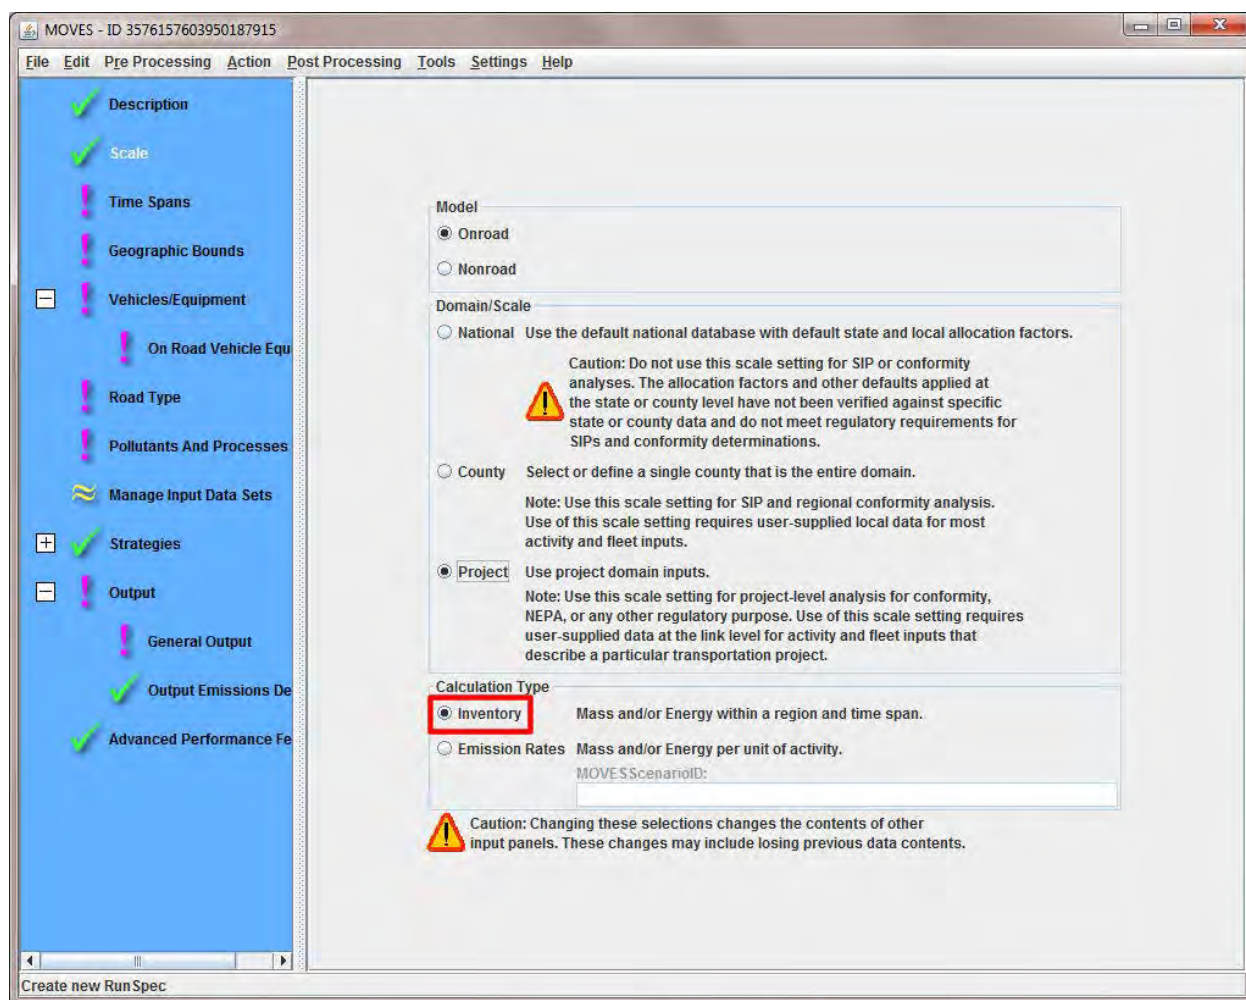 MOVES - ID 3576157603950187915
File Edit Pre Processing Action Post Processing Tools Settings Help
Description
Scale
Time Spans
Geographic Bounds
Vehicles/Equipment
On Road Vehicle Equ
Road Type
Pollutants And Processes
Manage Input Data Sets
Strategies
Output
General Output
Output Emissions De
Advanced Performance Fe
Model
Onroad
Nonroad
Domain/Scale
National Use the default national database with default state and local allocation factors.
Caution: Do not use this scale setting for SIP or conformity
analyses. The allocation factors and other defaults applied at
the state or county level have not been verified against specific
state or county data and do not meet regulatory requirements for
SIPs and conformity determinations.
County Select or define a single county that is the entire domain.
Note: Use this scale setting for SIP and regional conformity analysis.
Use of this scale setting requires user-supplied local data for most
activity and fleet inputs.
Project Use project domain inputs.
Note: Use this scale setting for project-level analysis for conformity,
NEPA, or any other regulatory purpose. Use of this scale setting requires
user-supplied data at the link level for activity and fleet inputs that
describe a particular transportation project.
Calculation Type
Inventory Mass and/or Energy within a region and time span.
Emission Rates Mass and/or Energy per unit of activity.
MOVESScenarioID:
Caution: Changing these selections changes the contents of other
input panels. These changes may include losing previous data contents.
Create new RunSpec